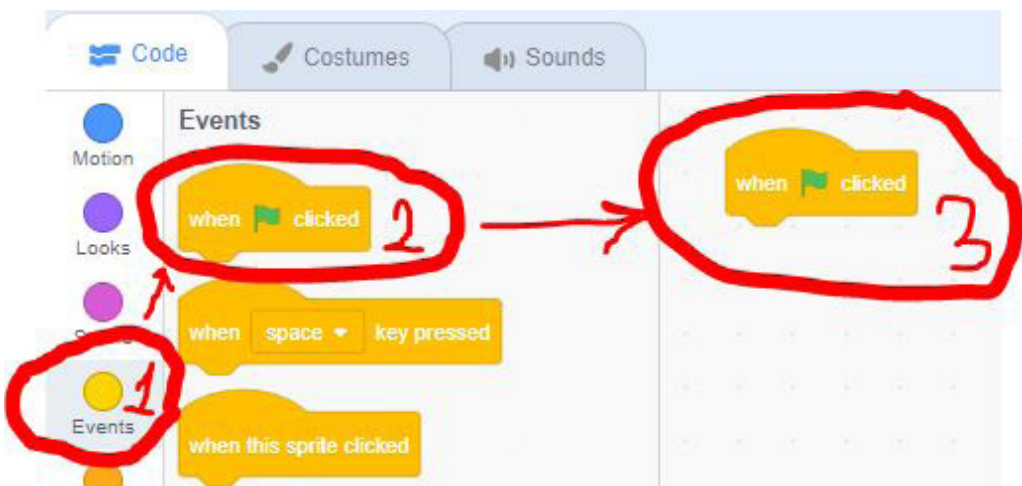 Code Costumes Sounds
Events
Motion
when clicked 2
when clicked 3
Looks
when space key pressed
1
Events
when this sprite clicked